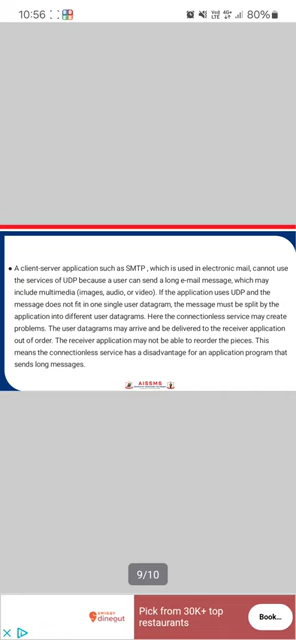 10:56
Vo)
LTE
4G+
80%
• A client-server application such as SMTP , which is used in electronic mail, cannot use
the services of UDP because a user can send a long e-mail message, which may
include multimedia (images, audio, or video). If the application uses UDP and the
message does not fit in one single user datagram, the message must be split by the
application into different user datagrams. Here the connectionless service may create
problems. The user datagrams may arrive and be delivered to the receiver application
out of order. The receiver application may not be able to reorder the pieces. This
means the connectionless service has a disadvantage for an application program that
sends long messages.
AISSMS
9/10
SWIGGY
dineout
Pick from 30K+ top
restaurants
Book...